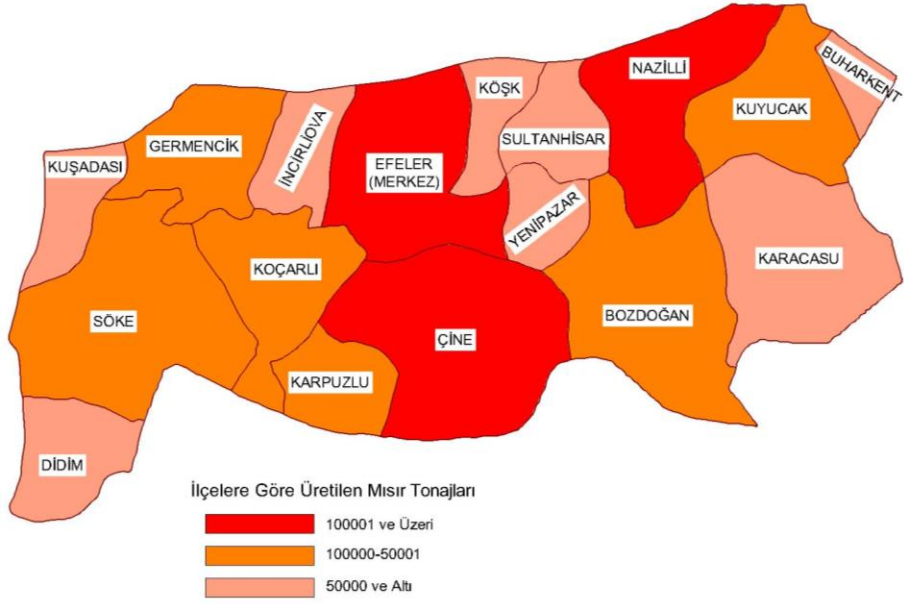 NAZİLLİ
BUHARKENT
KÖŞK
KUYUCAK
SULTANHİSAR
GERMENCİK
İNCİRLİOVA
KUŞADASI
EFELER
(MERKEZ)
YENİPAZAR
KARACASU
KOÇARLI
SÖKE
BOZDOĞAN
ÇİNE
KARPUZLU
DİDİM
İlçelere Göre Üretilen Mısır Tonajları
100001 ve Üzeri
100000-50001
50000 ve Altı